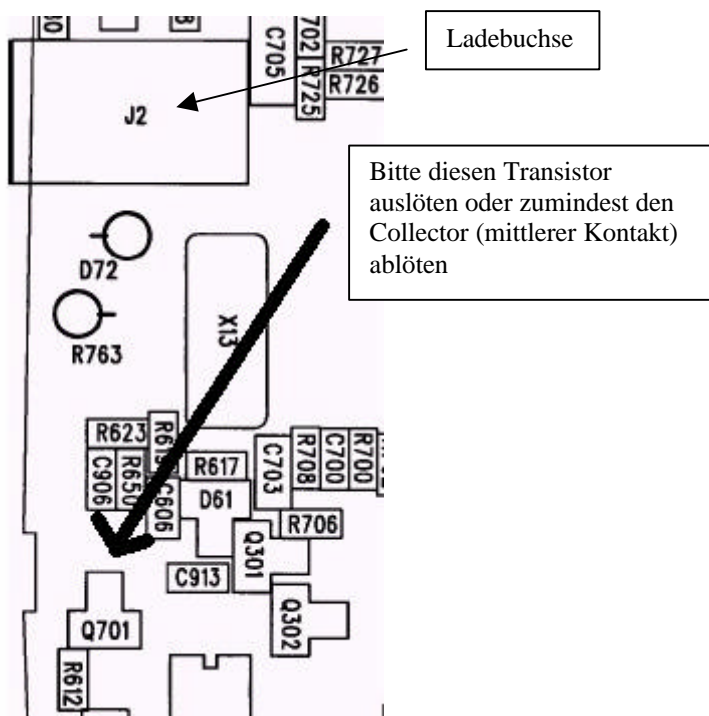 Ladebuchse
C705
R725
R727
R726
J2
Bitte diesen Transistor
auslöten oder zumindest den
Collector (mittlerer Kontakt)
ablöten
D72
X13
R763
R623
R617
C906
R650
C606
D61
C703
R708
C700
R700
R706
Q301
C913
Q302
Q701
R612